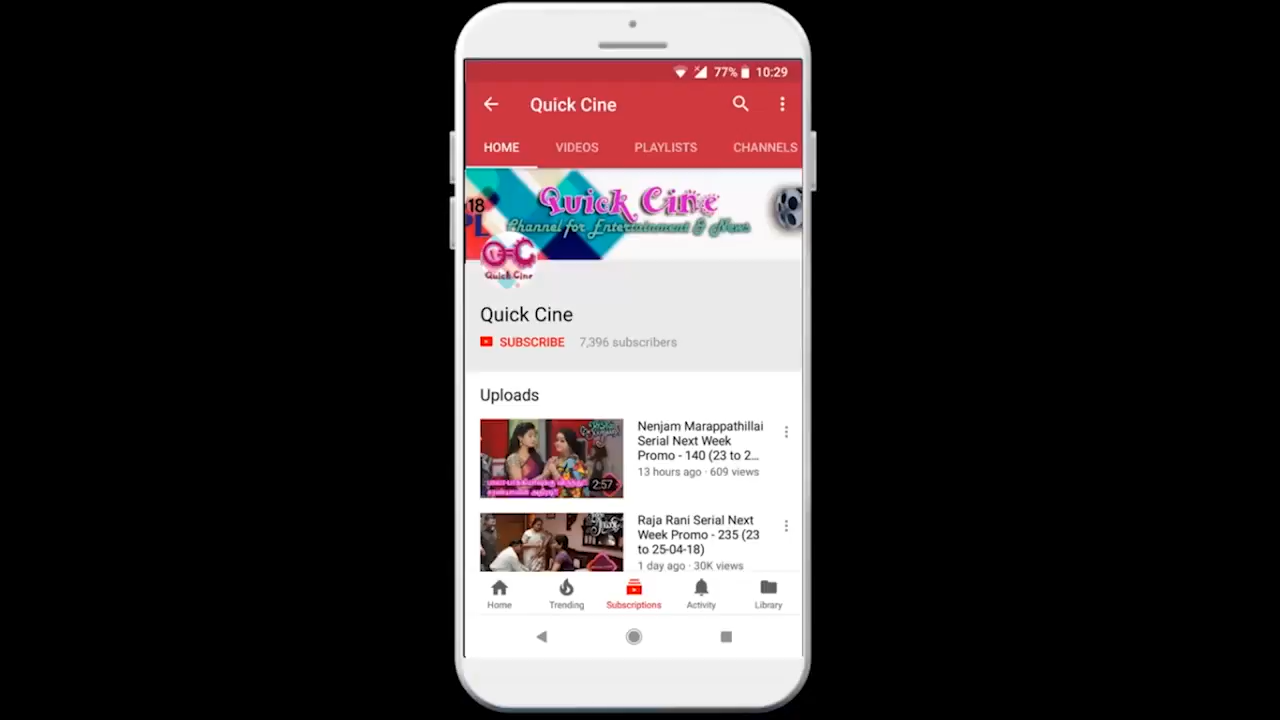 77% 10:29
Quick Cine
HOME VIDEOS PLAYLISTS CHANNELS
18
Quick Cine
Channel for Entertainment & News
Quick Cine
Quick Cine
SUBSCRIBE 7,396 subscribers
Uploads
Nenjam Marappathillai
Serial Next Week
Promo - 140 (23 to 2...
13 hours ago · 609 views
2:57
Raja Rani Serial Next
Week Promo - 235 (23
to 25-04-18)
1 day ago · 30K views
Home Trending Subscriptions Activity Library